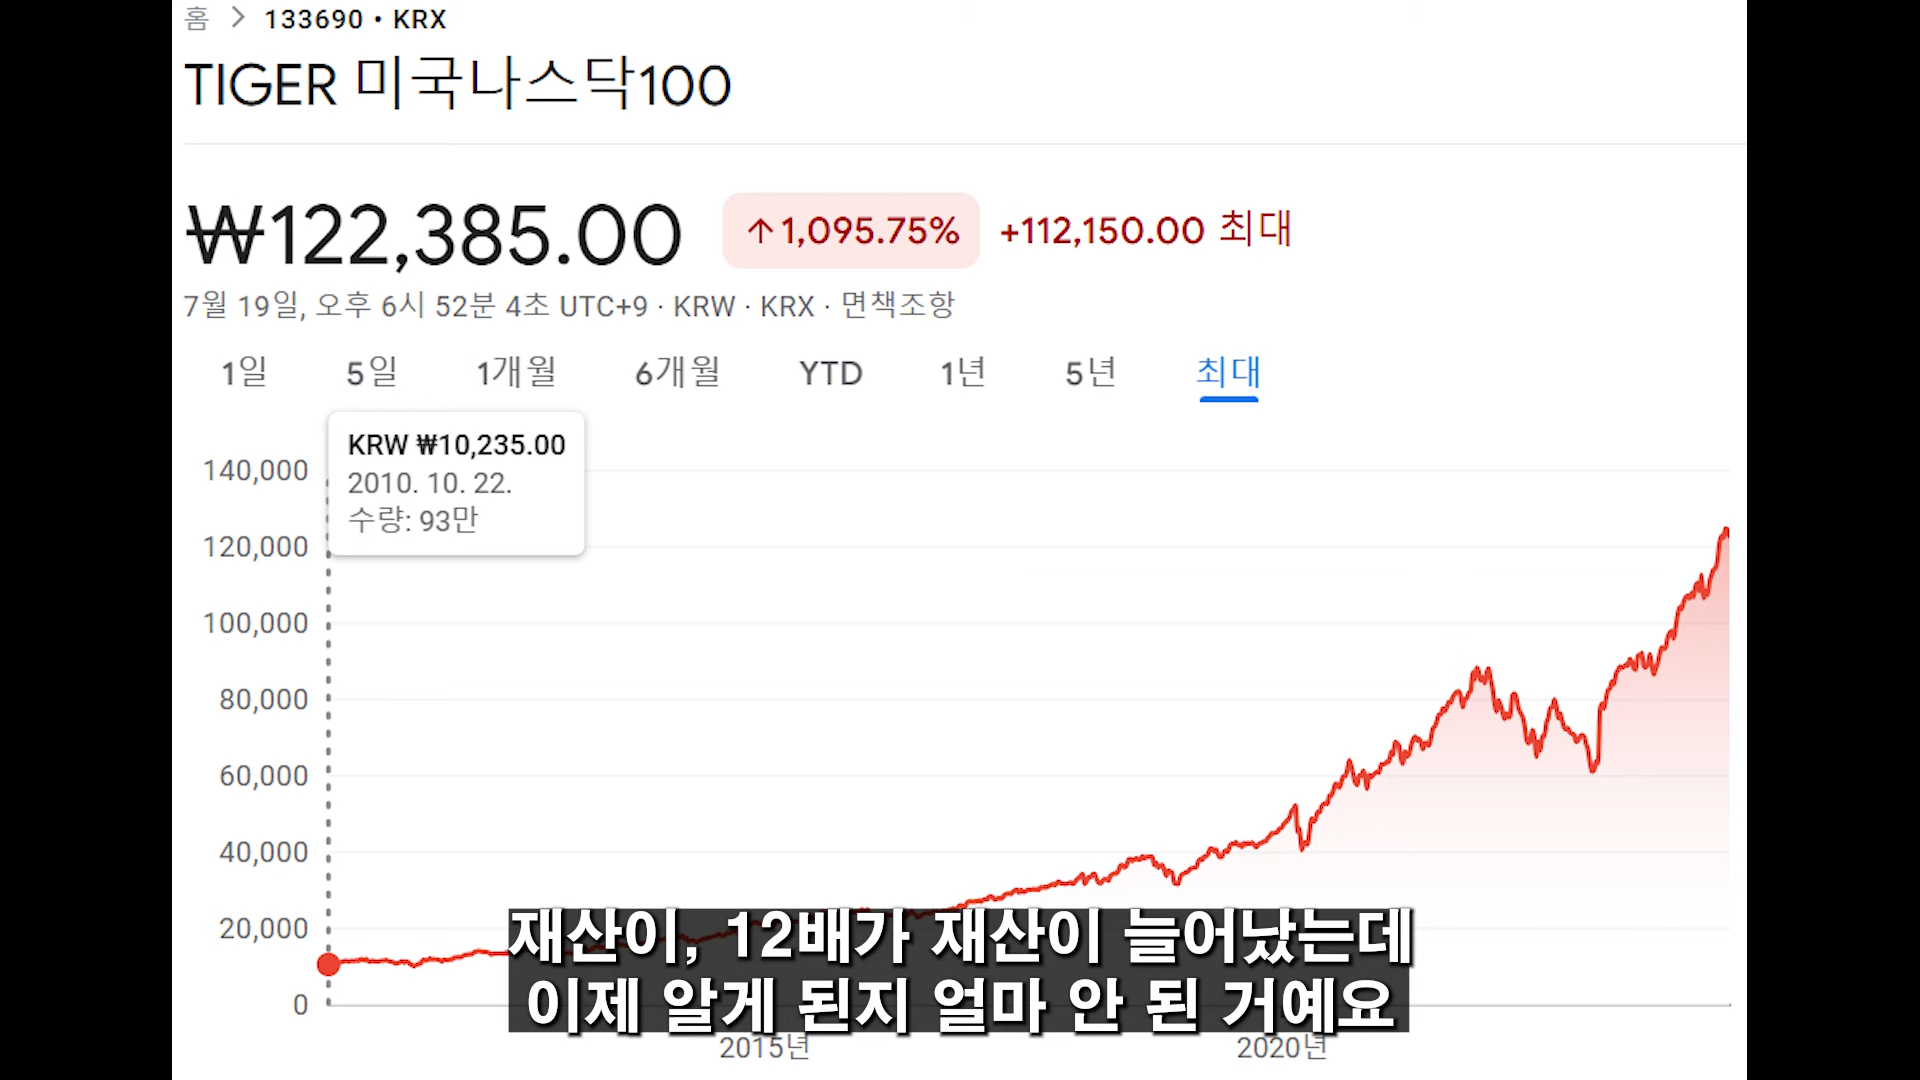 홈 > 133690 • KRX
TIGER 미국나스닥100
₩122,385.00 ↑1,095.75% +112,150.00 최대
7월 19일, 오후 6시 52분 4초 UTC+9 · KRW · KRX · 면책조항
1일 5일 1개월 6개월 YTD 1년 5년 최대
KRW ₩10,235.00
2010. 10. 22.
수량: 93만
140,000
120,000
100,000
80,000
60,000
40,000
20,000
0
재산이, 12배가 재산이 늘어났는데
이제 알게 된지 얼마 안 된 거예요
2015년 2020년